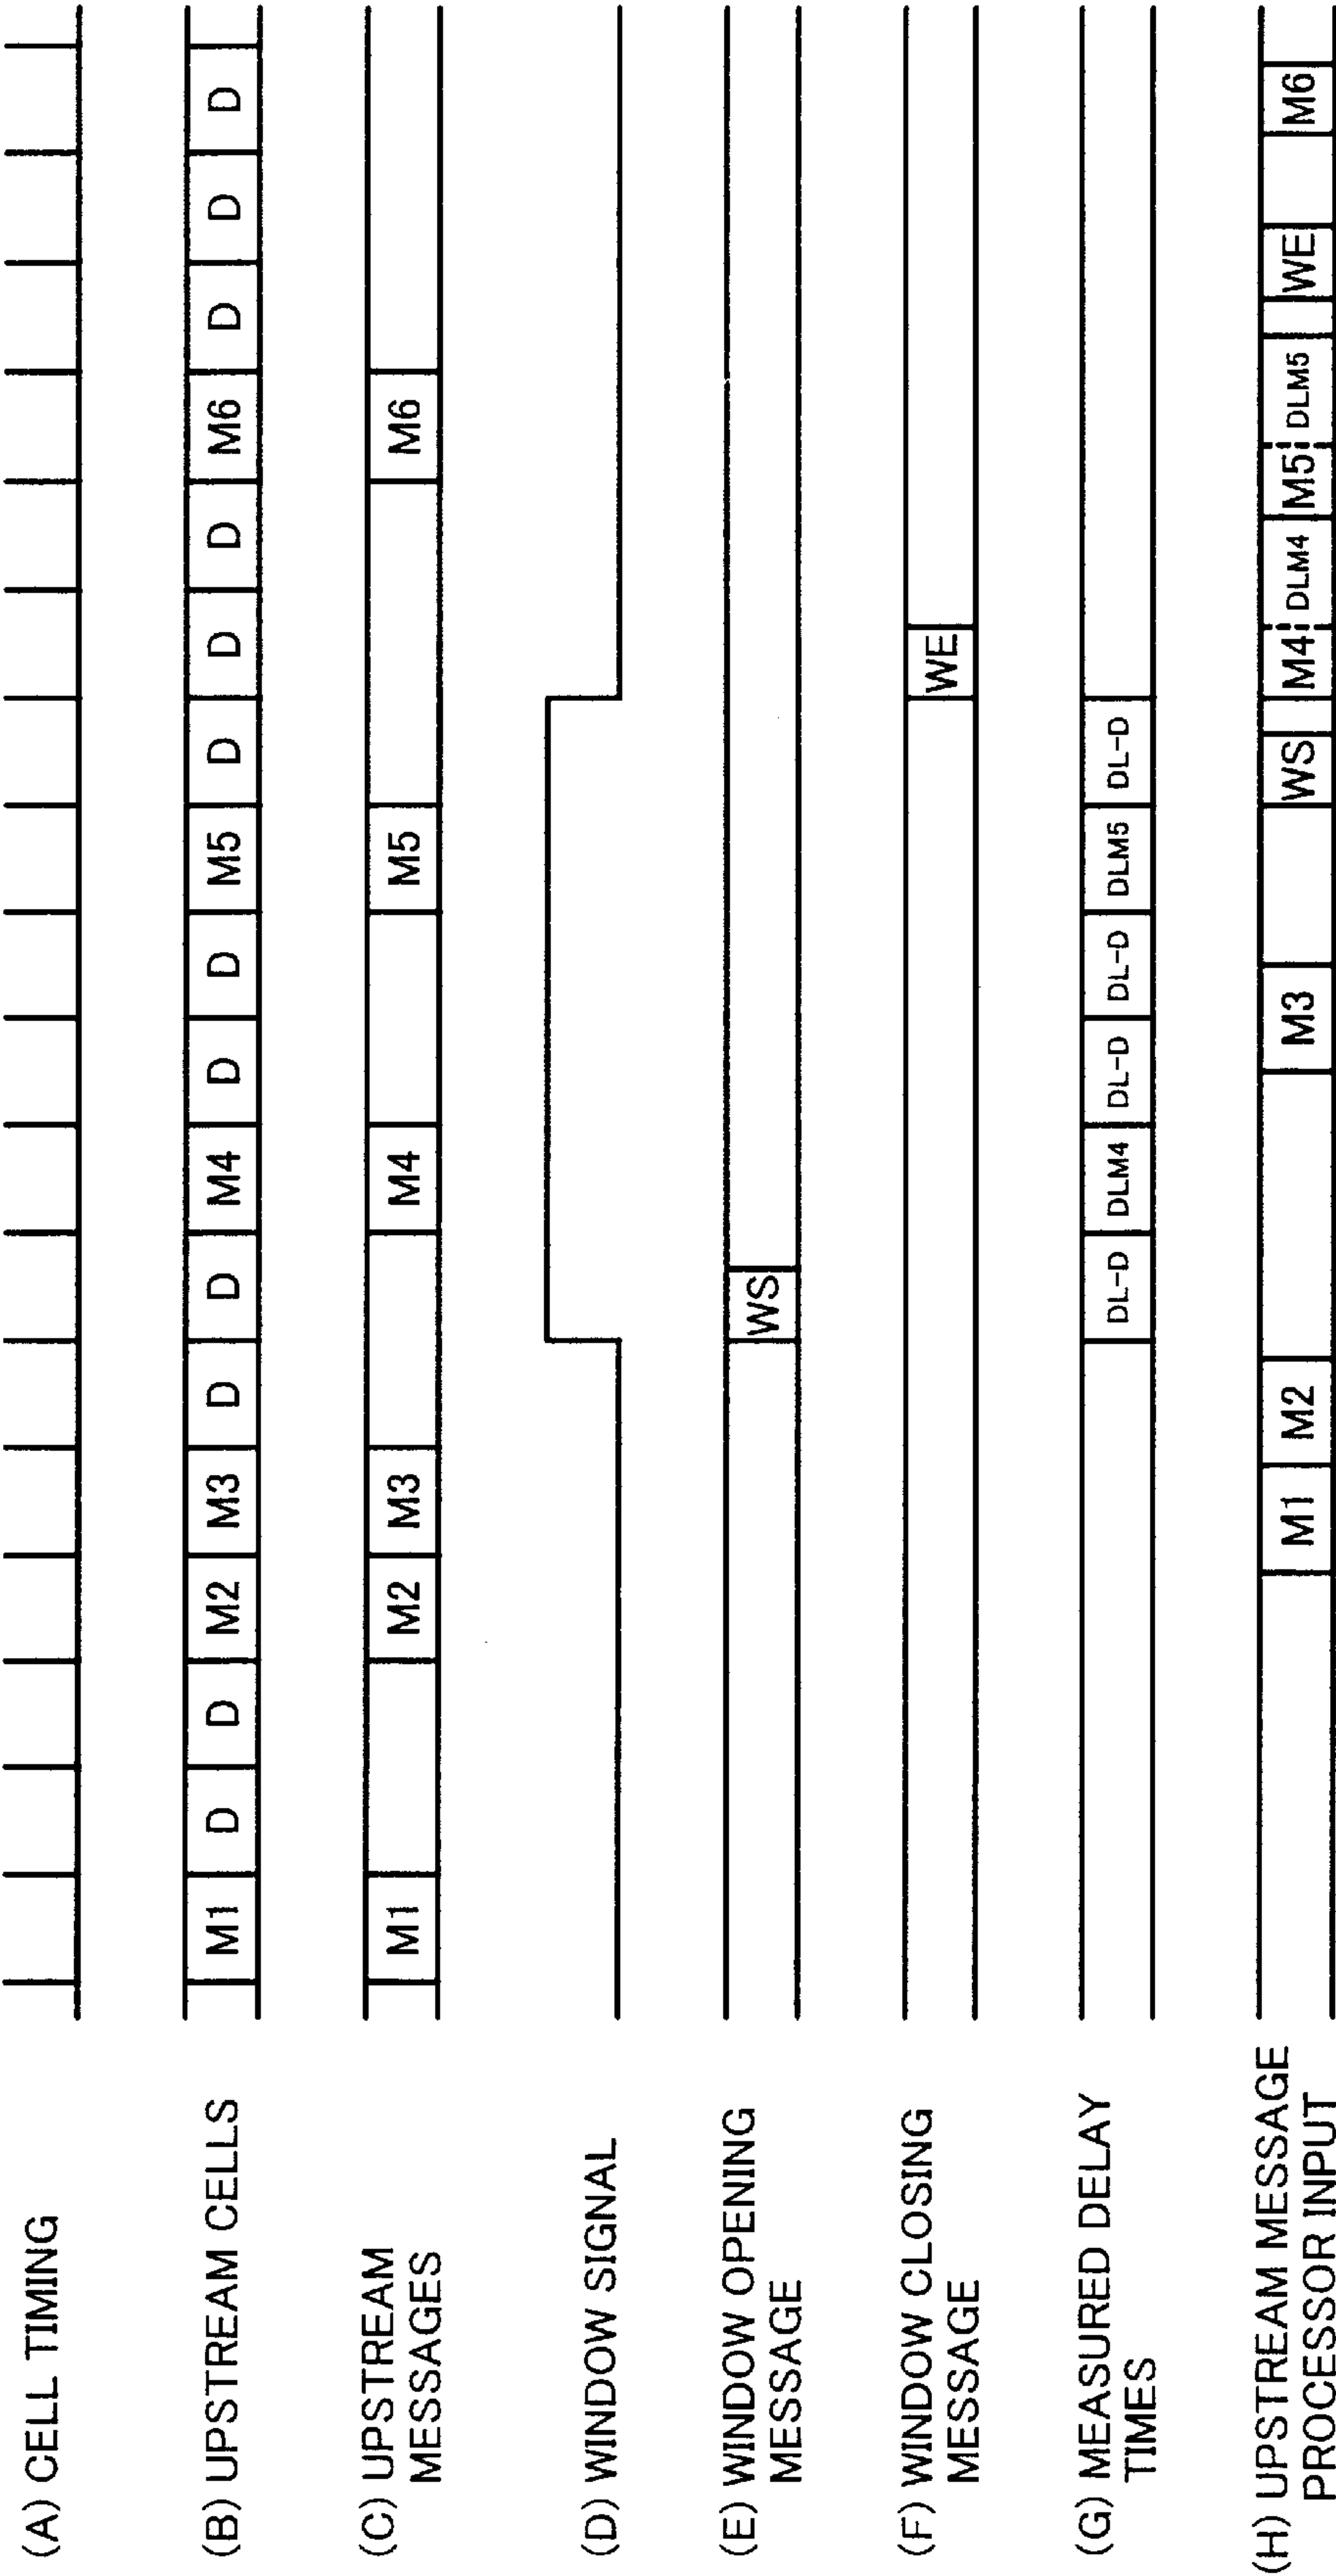 (A) CELL TIMING
(B) UPSTREAM CELLS
M1 D D M2 M3 D D M4 D D M5 D D D M6 D D D
(C) UPSTREAM
MESSAGES
M1 M2 M3 M4 M5 M6
(D) WINDOW SIGNAL
(E) WINDOW OPENING
MESSAGE
WS
(F) WINDOW CLOSING
MESSAGE
WE
(G) MEASURED DELAY
TIMES
DL-D DLM4 DL-D DL-D DLM5 DL-D
(H) UPSTREAM MESSAGE
PROCESSOR INPUT
M1 M2 M3 WS M4 DLM4 M5 DLM5 WE M6